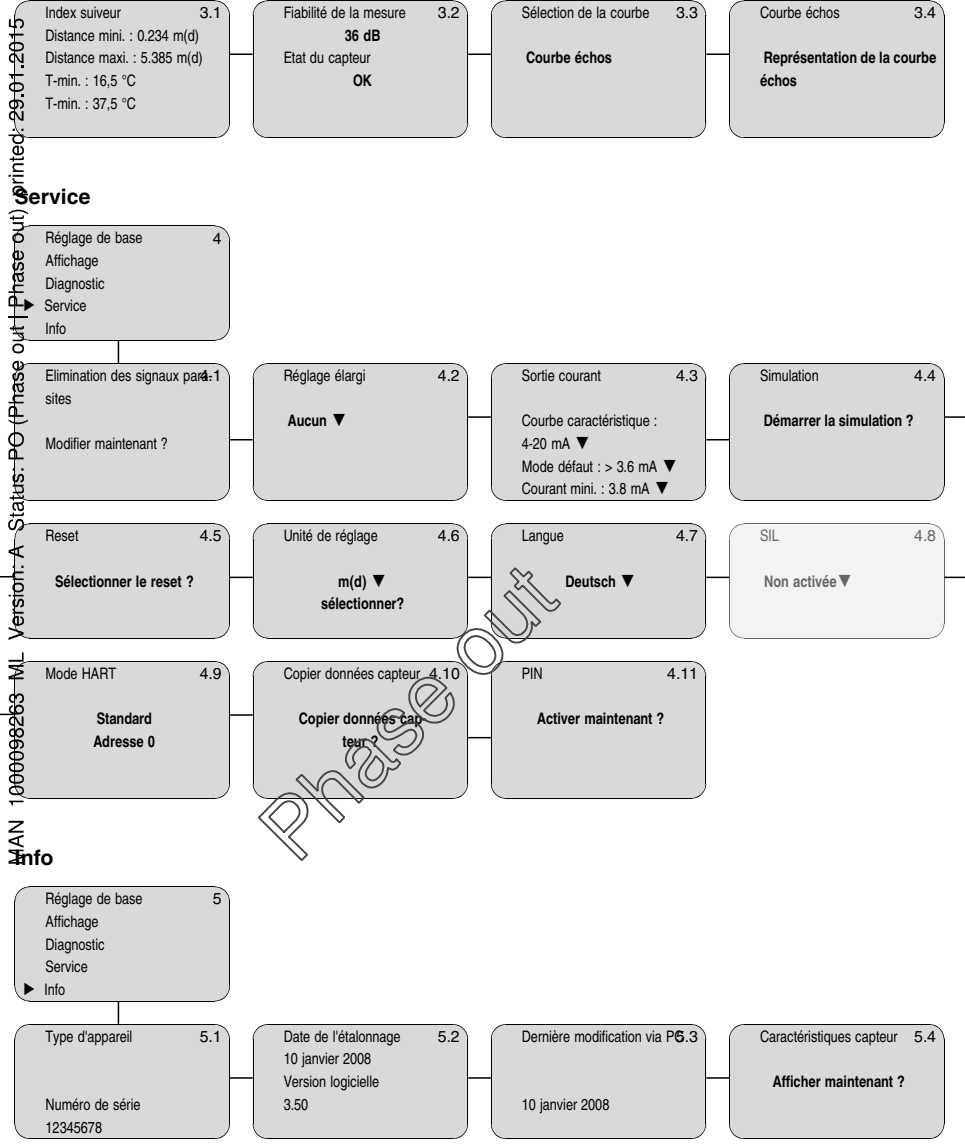 Index suiveur 3.1
Distance mini. : 0.234 m(d)
Distance maxi. : 5.385 m(d)
T-min. : 16,5 °C
T-min. : 37,5 °C
Fiabilité de la mesure 3.2
36 dB
Etat du capteur
OK
Sélection de la courbe 3.3
Courbe échos
Courbe échos 3.4
Représentation de la courbe
échos
Service
Réglage de base 4
Affichage
Diagnostic
▶ Service
Info
Elimination des signaux para- 4.1
sites
Modifier maintenant ?
Réglage élargi 4.2
Aucun ▼
Sortie courant 4.3
Courbe caractéristique :
4-20 mA ▼
Mode défaut : > 3.6 mA ▼
Courant mini. : 3.8 mA ▼
Simulation 4.4
Démarrer la simulation ?
Reset 4.5
Sélectionner le reset ?
Unité de réglage 4.6
m(d) ▼
sélectionner?
Langue 4.7
Deutsch ▼
SIL 4.8
Non activée ▼
Mode HART 4.9
Standard
Adresse 0
Copier données capteur 4.10
Copier données cap-
teur ?
PIN 4.11
Activer maintenant ?
Info
Réglage de base 5
Affichage
Diagnostic
Service
▶ Info
Type d'appareil 5.1
Numéro de série
12345678
Date de l'étalonnage 5.2
10 janvier 2008
Version logicielle
3.50
Dernière modification via PC 5.3
10 janvier 2008
Caractéristiques capteur 5.4
Afficher maintenant ?
MAN 1000098263 ML Version: A Status: PO (Phase out | Phase out) printed: 29.01.2015
Phase out